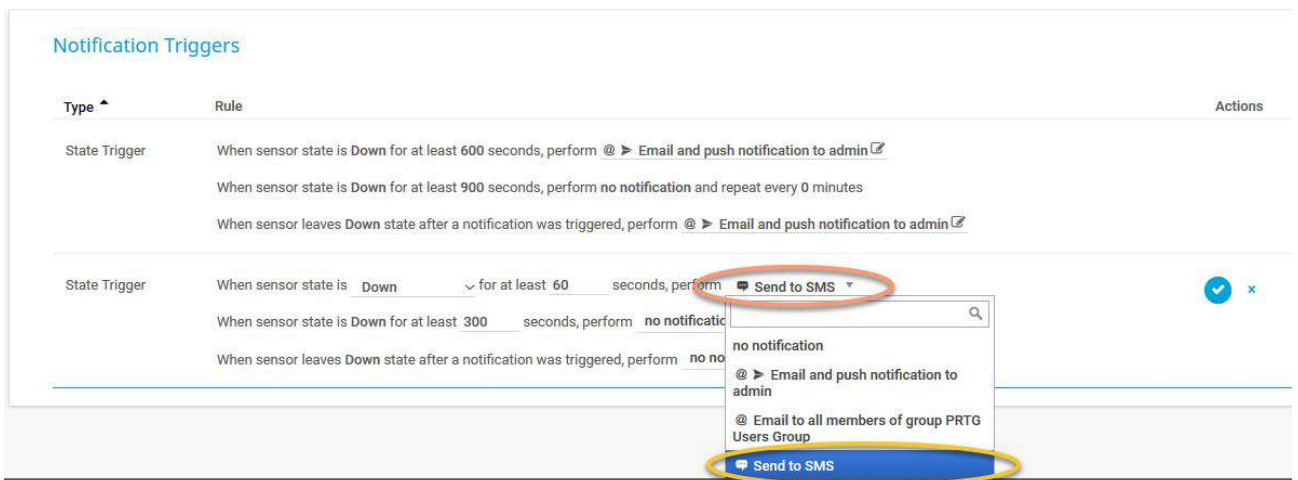 Notification Triggers
Type Rule Actions
State Trigger When sensor state is Down for at least 600 seconds, perform @ Email and push notification to admin
When sensor state is Down for at least 900 seconds, perform no notification and repeat every 0 minutes
When sensor leaves Down state after a notification was triggered, perform @ Email and push notification to admin
State Trigger When sensor state is Down for at least 60 seconds, perform Send to SMS
When sensor state is Down for at least 300 seconds, perform no notificatio
When sensor leaves Down state after a notification was triggered, perform no no
no notification
@ Email and push notification to
admin
@ Email to all members of group PRTG
Users Group
Send to SMS